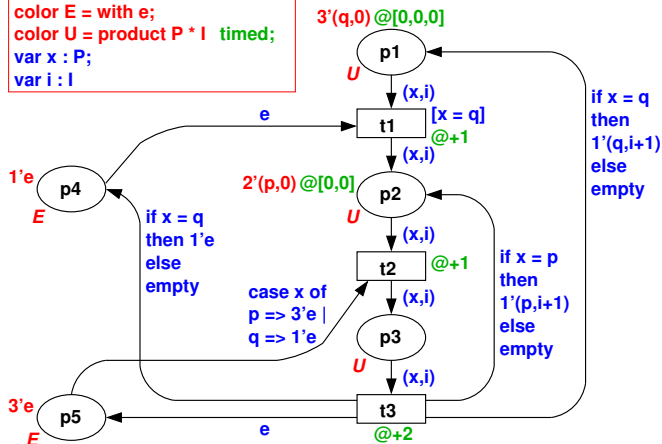 color E = with e;
color U = product P * I timed;
var x : P;
var i : I
3'(q,0) @[0,0,0]
p1
U
(x,i)
if x = q
then
1'(q,i+1)
else
empty
e
t1
[x = q]
@+1
(x,i)
1'e
p4
E
2'(p,0) @[0,0]
p2
U
(x,i)
if x = q
then 1'e
else
empty
if x = p
then
1'(p,i+1)
else
empty
t2
@+1
case x of
p => 3'e |
q => 1'e
(x,i)
p3
U
(x,i)
3'e
p5
E
e
t3
@+2